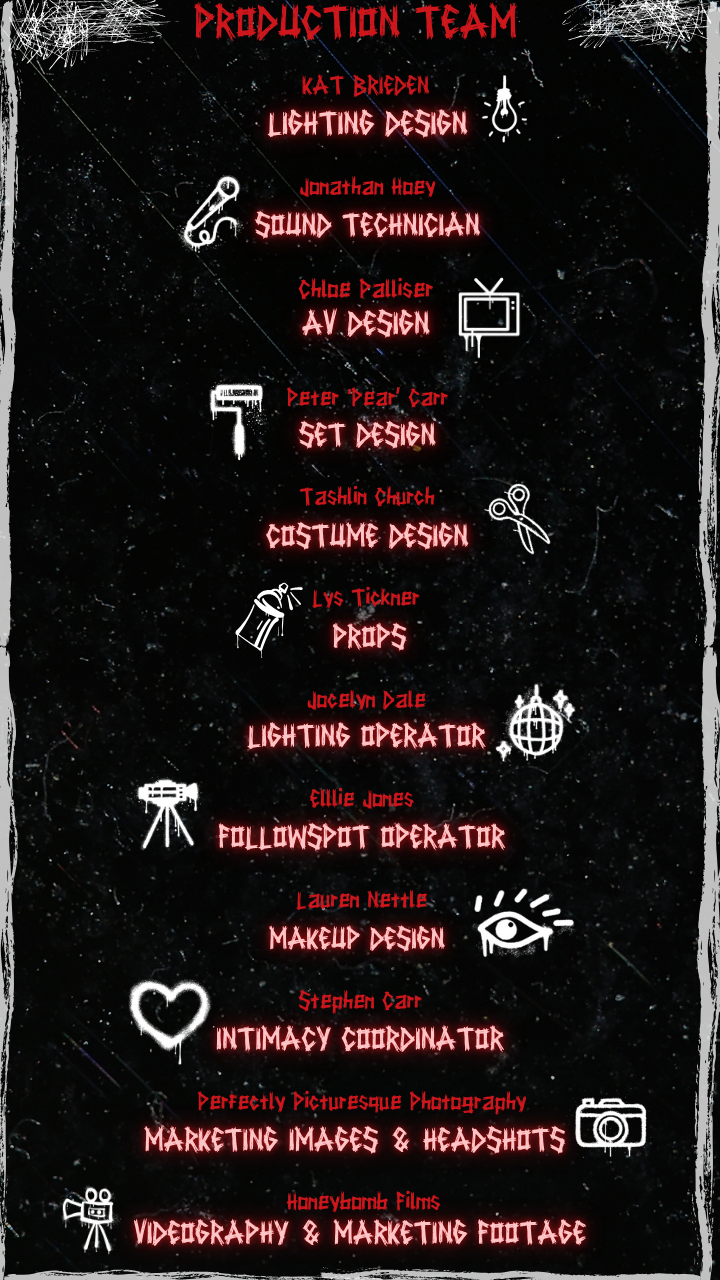 PRODUCTION TEAM
KAT BRIEDEN
LIGHTING DESIGN
Jonathan Hoey
SOUND TECHNICIAN
Chloe Palliser
AV DESIGN
Peter 'Pear' Carr
SET DESIGN
Tashlin Church
COSTUME DESIGN
Lys Tickner
PROPS
Jocelyn Dale
LIGHTING OPERATOR
Elllie Jones
FOLLOWSPOT OPERATOR
Lauren Nettle
MAKEUP DESIGN
Stephen Carr
INTIMACY COORDINATOR
Perfectly Picturesque Photography
MARKETING IMAGES & HEADSHOTS
Honeybomb Films
VIDEOGRAPHY & MARKETING FOOTAGE